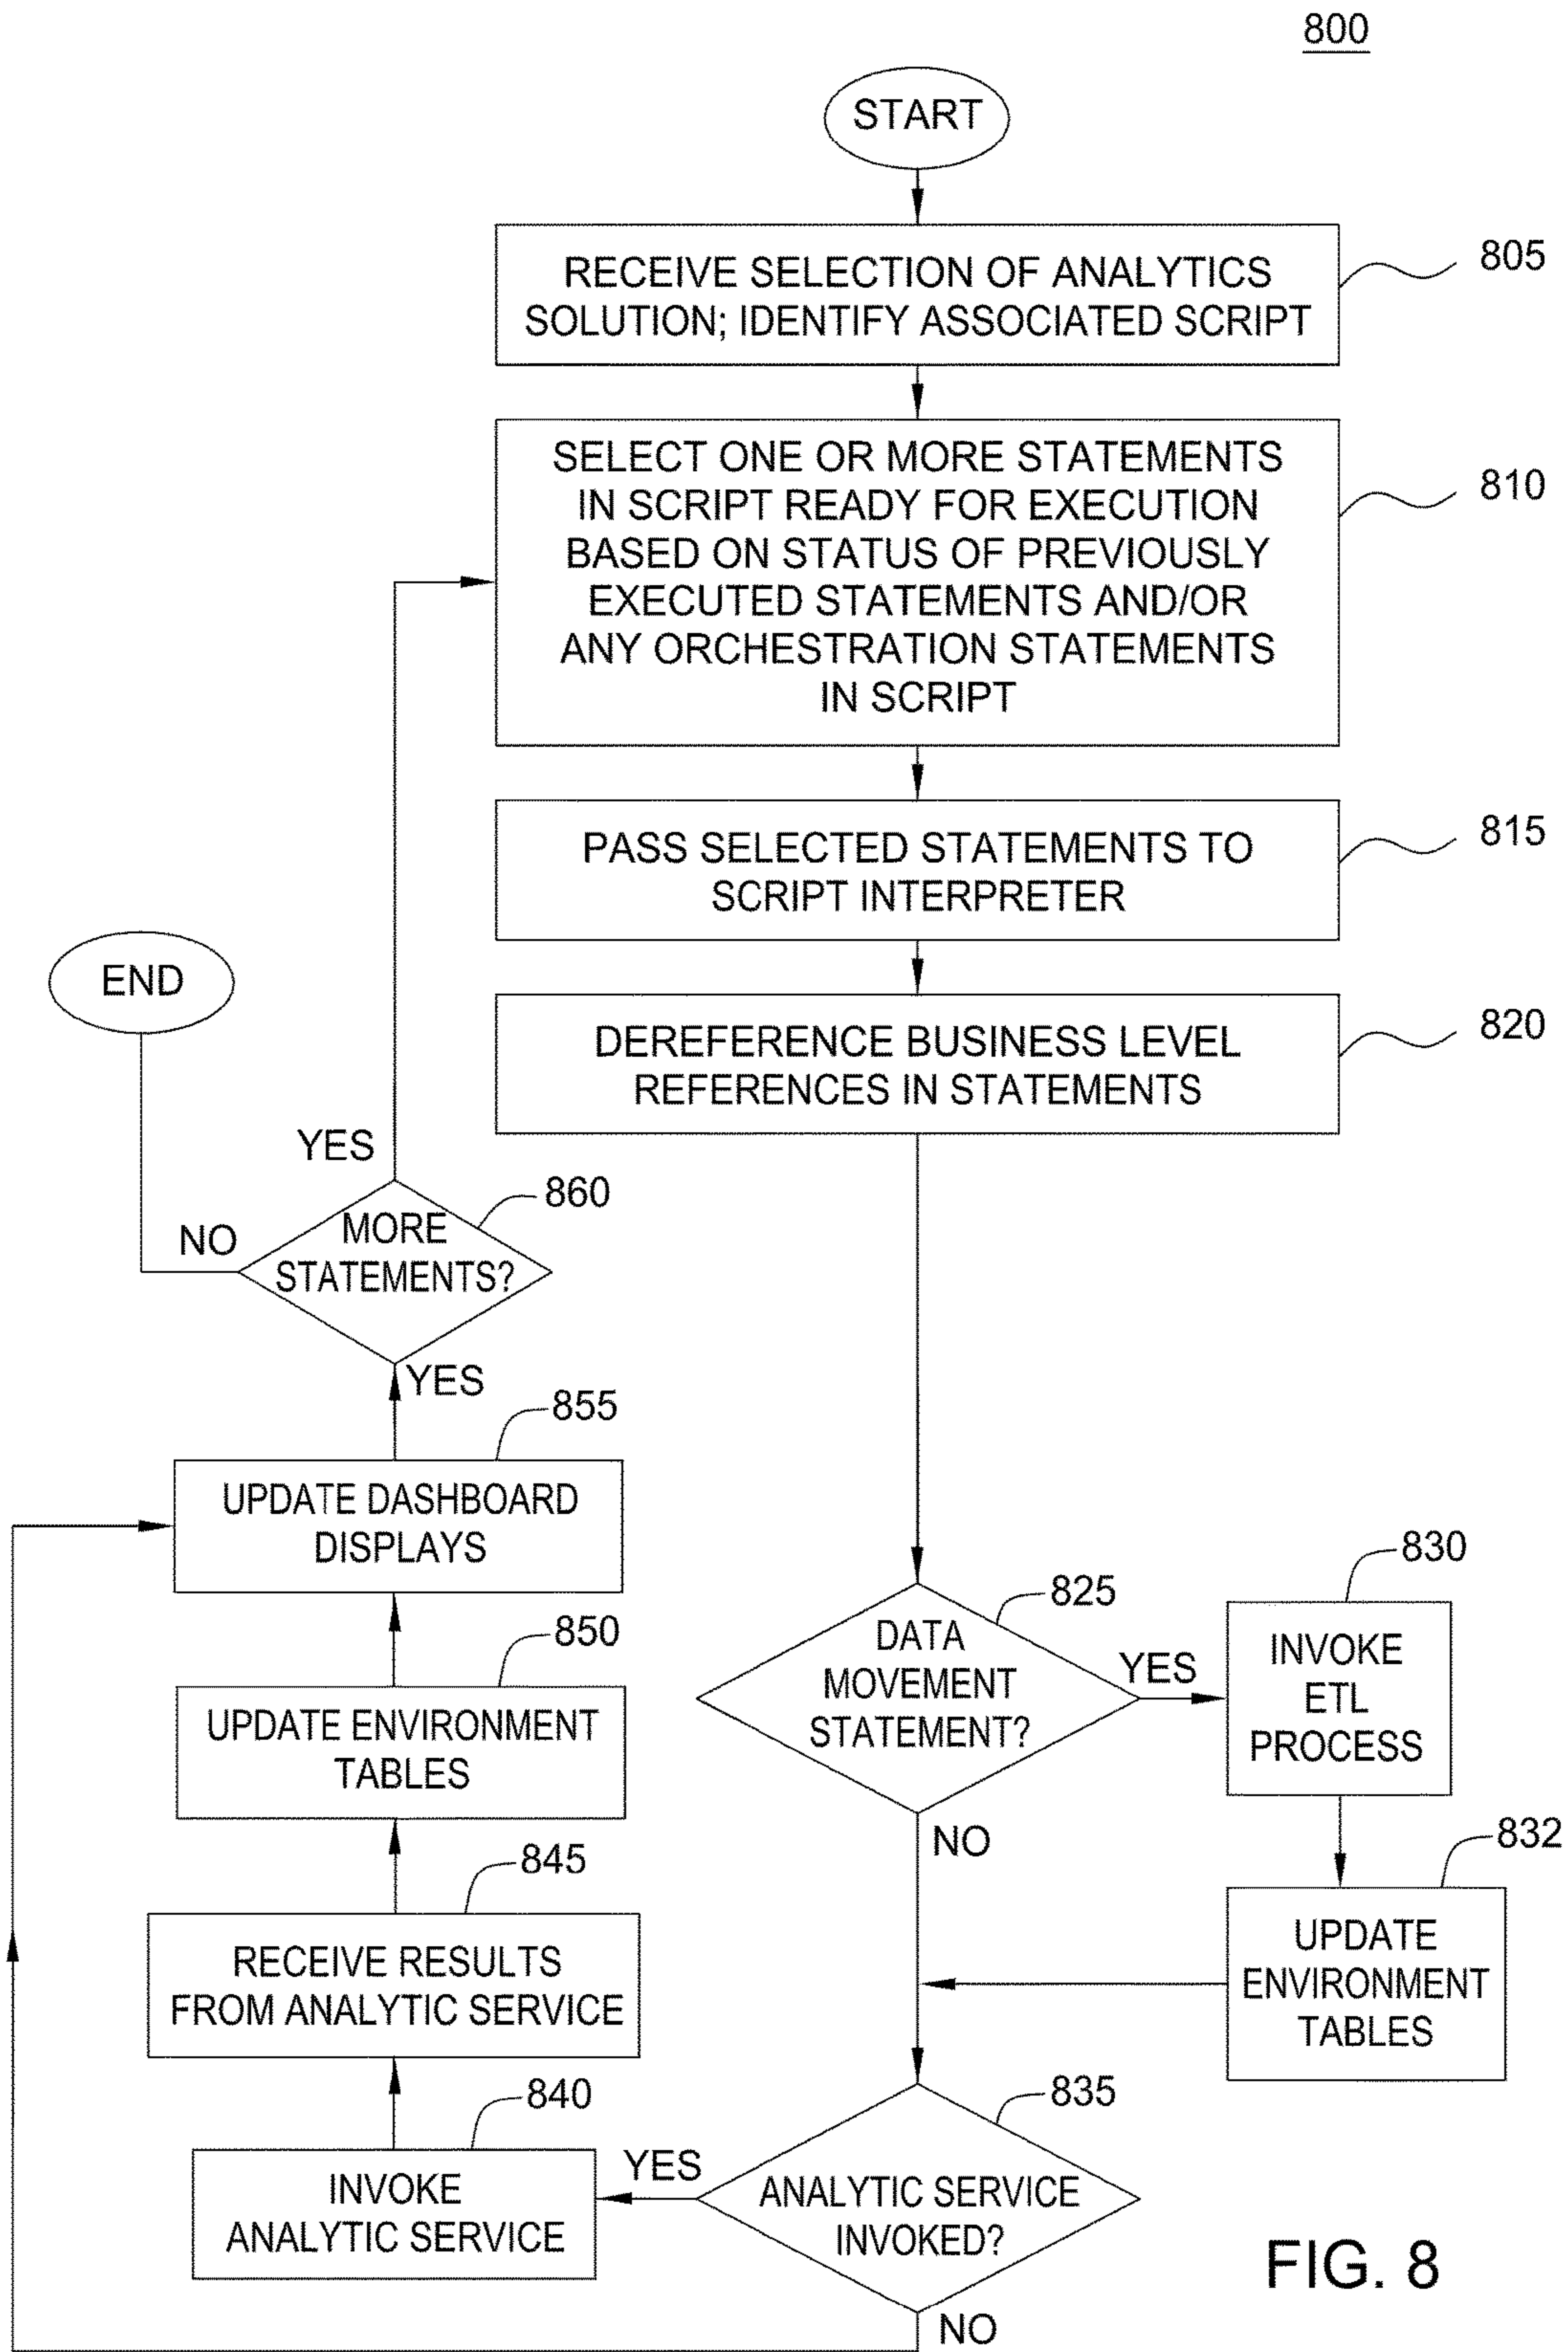 800
START
RECEIVE SELECTION OF ANALYTICS
SOLUTION; IDENTIFY ASSOCIATED SCRIPT
805
SELECT ONE OR MORE STATEMENTS
IN SCRIPT READY FOR EXECUTION
BASED ON STATUS OF PREVIOUSLY
EXECUTED STATEMENTS AND/OR
ANY ORCHESTRATION STATEMENTS
IN SCRIPT
810
PASS SELECTED STATEMENTS TO
SCRIPT INTERPRETER
815
DEREFERENCE BUSINESS LEVEL
REFERENCES IN STATEMENTS
820
DATA
MOVEMENT
STATEMENT?
825
YES
INVOKE
ETL
PROCESS
830
UPDATE
ENVIRONMENT
TABLES
832
NO
ANALYTIC SERVICE
INVOKED?
835
YES
NO
INVOKE
ANALYTIC SERVICE
840
RECEIVE RESULTS
FROM ANALYTIC SERVICE
845
UPDATE ENVIRONMENT
TABLES
850
UPDATE DASHBOARD
DISPLAYS
855
YES
MORE
STATEMENTS?
860
YES
NO
END
FIG. 8